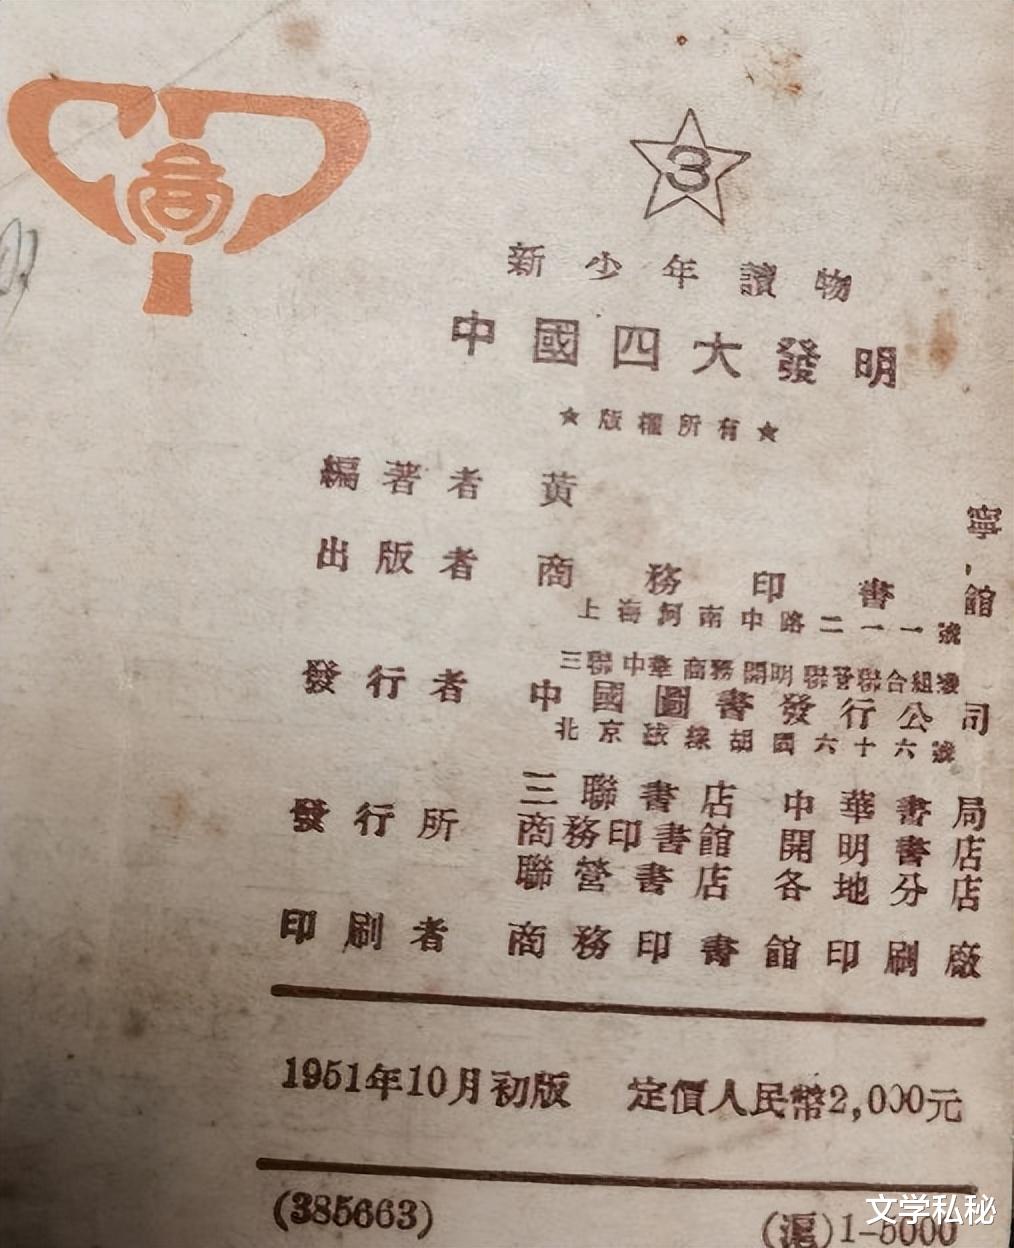 商
3
新少年讀物
中國四大發明
★版權所有★
編著者 黃寧
出版者 商務印書館
上海河南中路二一一號
三聯中華商務開明聯營聯合組織
發行者 中國圖書發行公司
北京絨線胡同六十六號
發行所 三聯書店 中華書局
商務印書館 開明書店
聯營書店 各地分店
印刷者 商務印書館印刷廠
1951年10月初版 定價人民幣2,000元
(385663)
(滬)1-5000
文学私秘